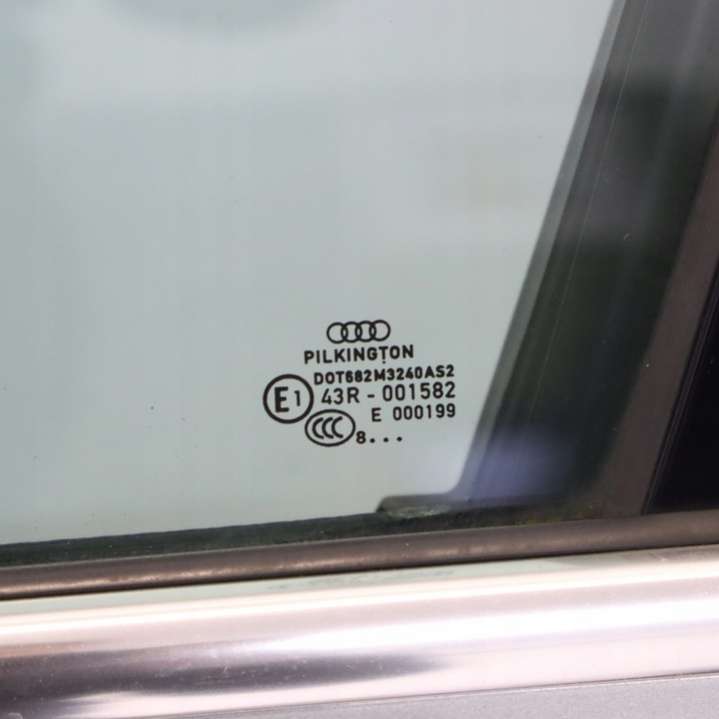 PILKINGTON
DOT682M3240AS2
E1 43R - 001582
E 000199
CCC 8...